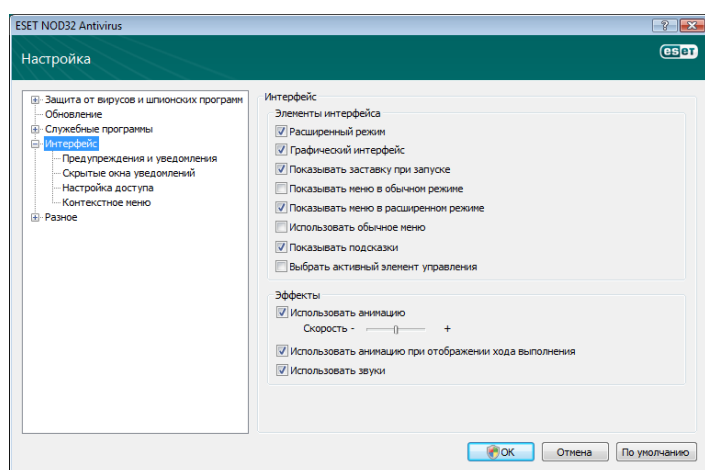 ESET NOD32 Antivirus
Настройка
eseт
Защита от вирусов и шпионских программ
Обновление
Служебные программы
Интерфейс
Предупреждения и уведомления
Скрытые окна уведомлений
Настройка доступа
Контекстное меню
Разное
Интерфейс
Элементы интерфейса
Расширенный режим
Графический интерфейс
Показывать заставку при запуске
Показывать меню в обычном режиме
Показывать меню в расширенном режиме
Использовать обычное меню
Показывать подсказки
Выбрать активный элемент управления
Эффекты
Использовать анимацию
Скорость - +
Использовать анимацию при отображении хода выполнения
Использовать звуки
OK Отмена По умолчанию